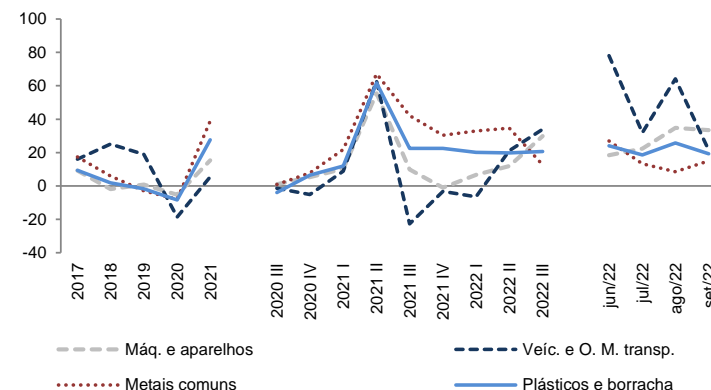 100
80
60
40
20
0
-20
-40
2017
2018
2019
2020
2021
2020 III
2020 IV
2021 I
2021 II
2021 III
2021 IV
2022 I
2022 II
2022 III
jun/22
jul/22
ago/22
set/22
Máq. e aparelhos
Veíc. e O. M. transp.
Metais comuns
Plásticos e borracha